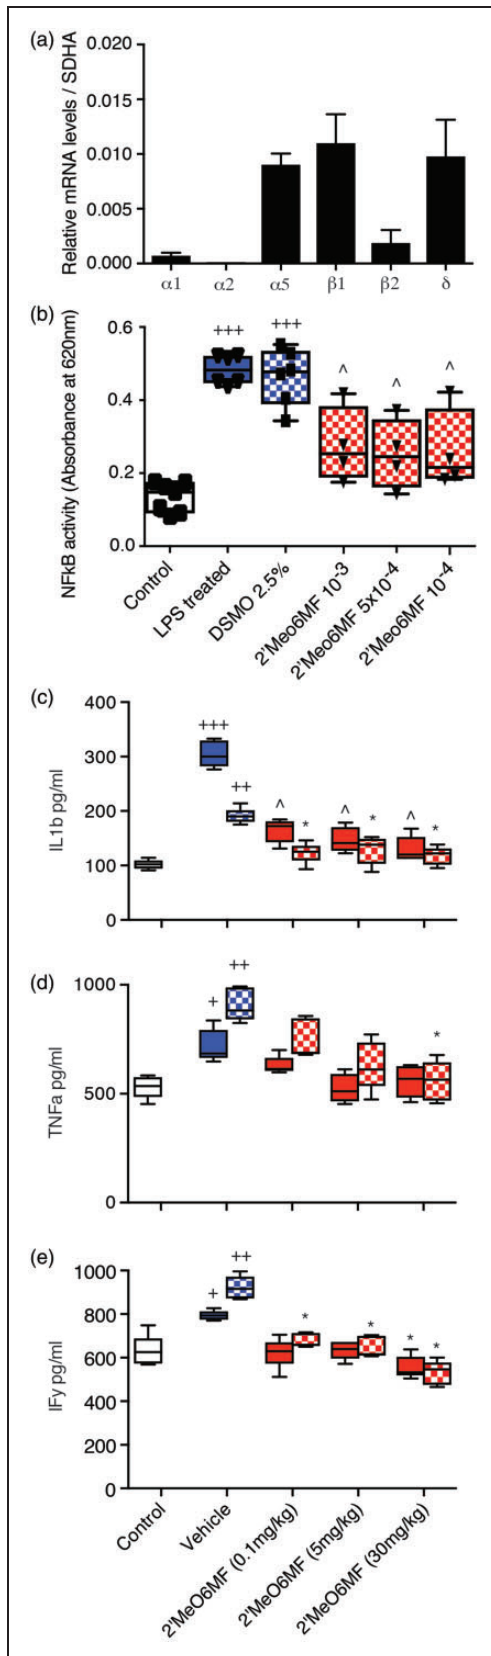 (a)
Relative mRNA levels / SDHA
0.020
0.015
0.010
0.005
0.000
α1 α2 α5 β1 β2 δ
(b)
NFkB activity (Absorbance at 620nm)
0.6
0.4
0.2
0.0
+++ +++ ^ ^ ^
Control
LPS treated
DSMO 2.5%
2'Meo6MF 10-3
2'Meo6MF 5x10-4
2'Meo6MF 10-4
(c)
IL1b pg/ml
400
300
200
100
0
+++ ++ ^ * ^ * ^ *
(d)
TNFa pg/ml
1000
500
0
+ ++ *
(e)
IFy pg/ml
1000
800
600
400
200
0
+ ++ * * * *
Control
Vehicle
2'MeO6MF (0.1mg/kg)
2'MeO6MF (5mg/kg)
2'MeO6MF (30mg/kg)